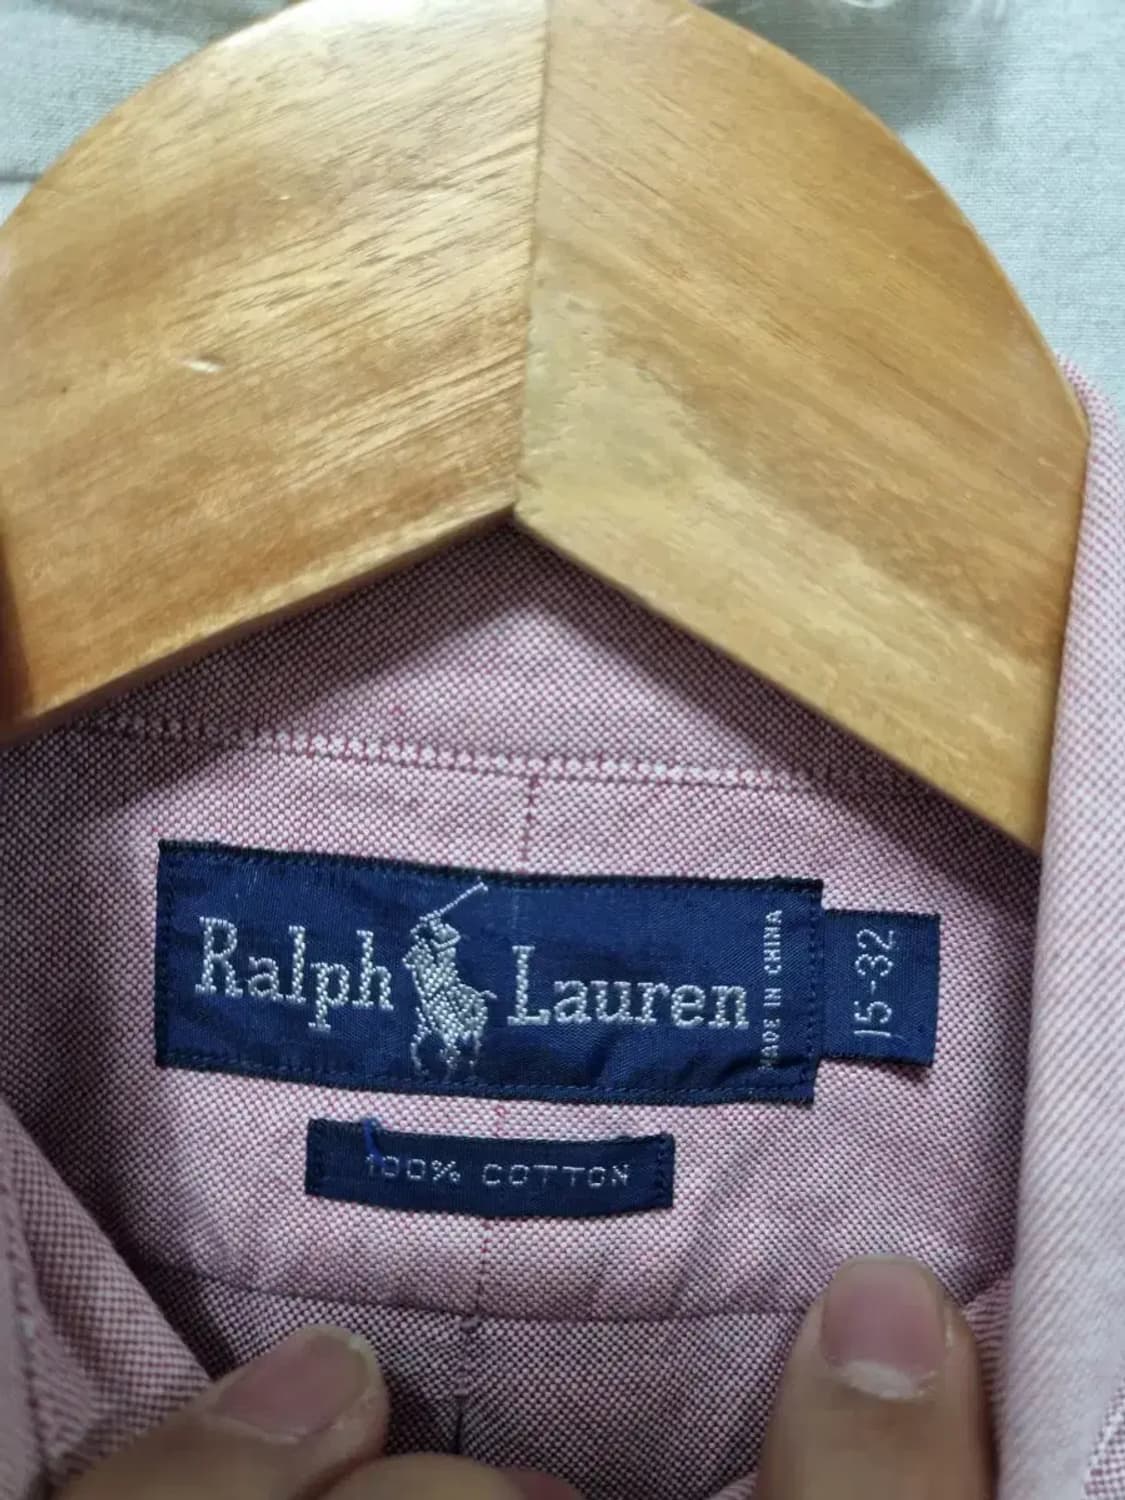 Ralph Lauren
MADE IN CHINA
15-32
100% COTTON